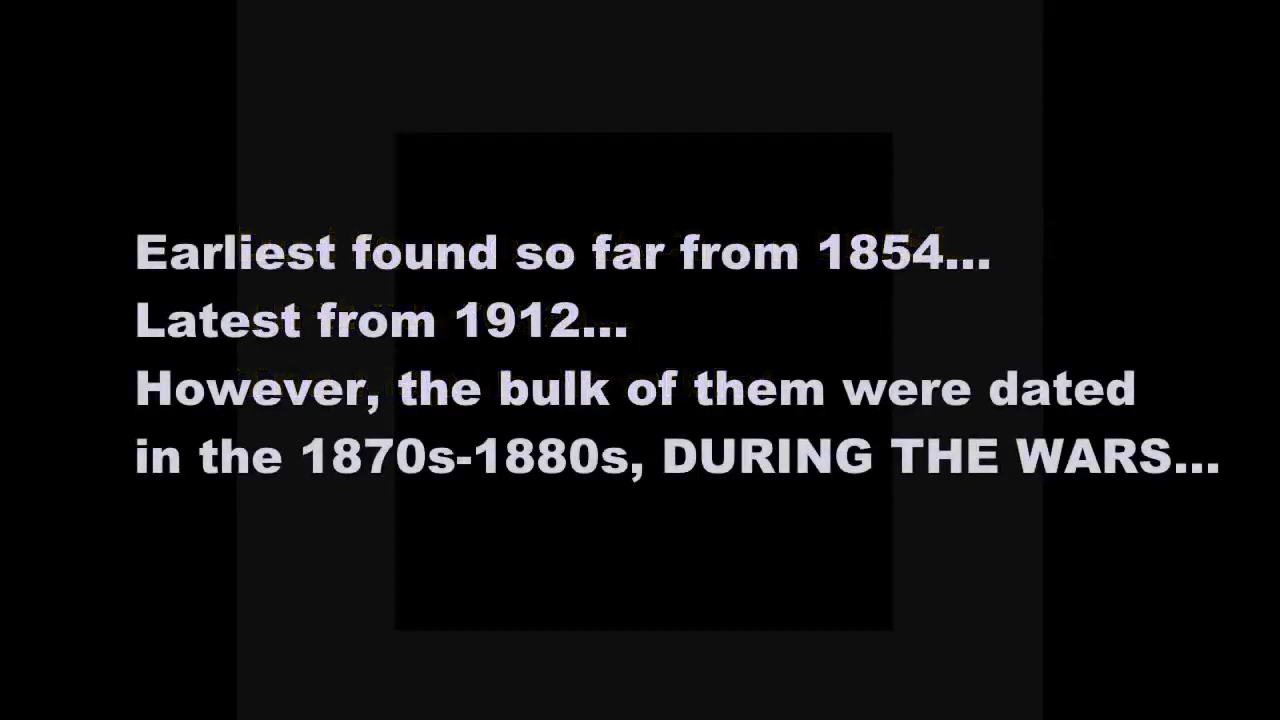 Earliest found so far from 1854...
Latest from 1912...
However, the bulk of them were dated
in the 1870s-1880s, DURING THE WARS...